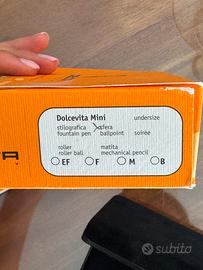 Dolcevita Mini undersize
stilografica sfera
fountain pen ballpoint soirée
roller matita
roller ball mechanical pencil
EF F M B
subito